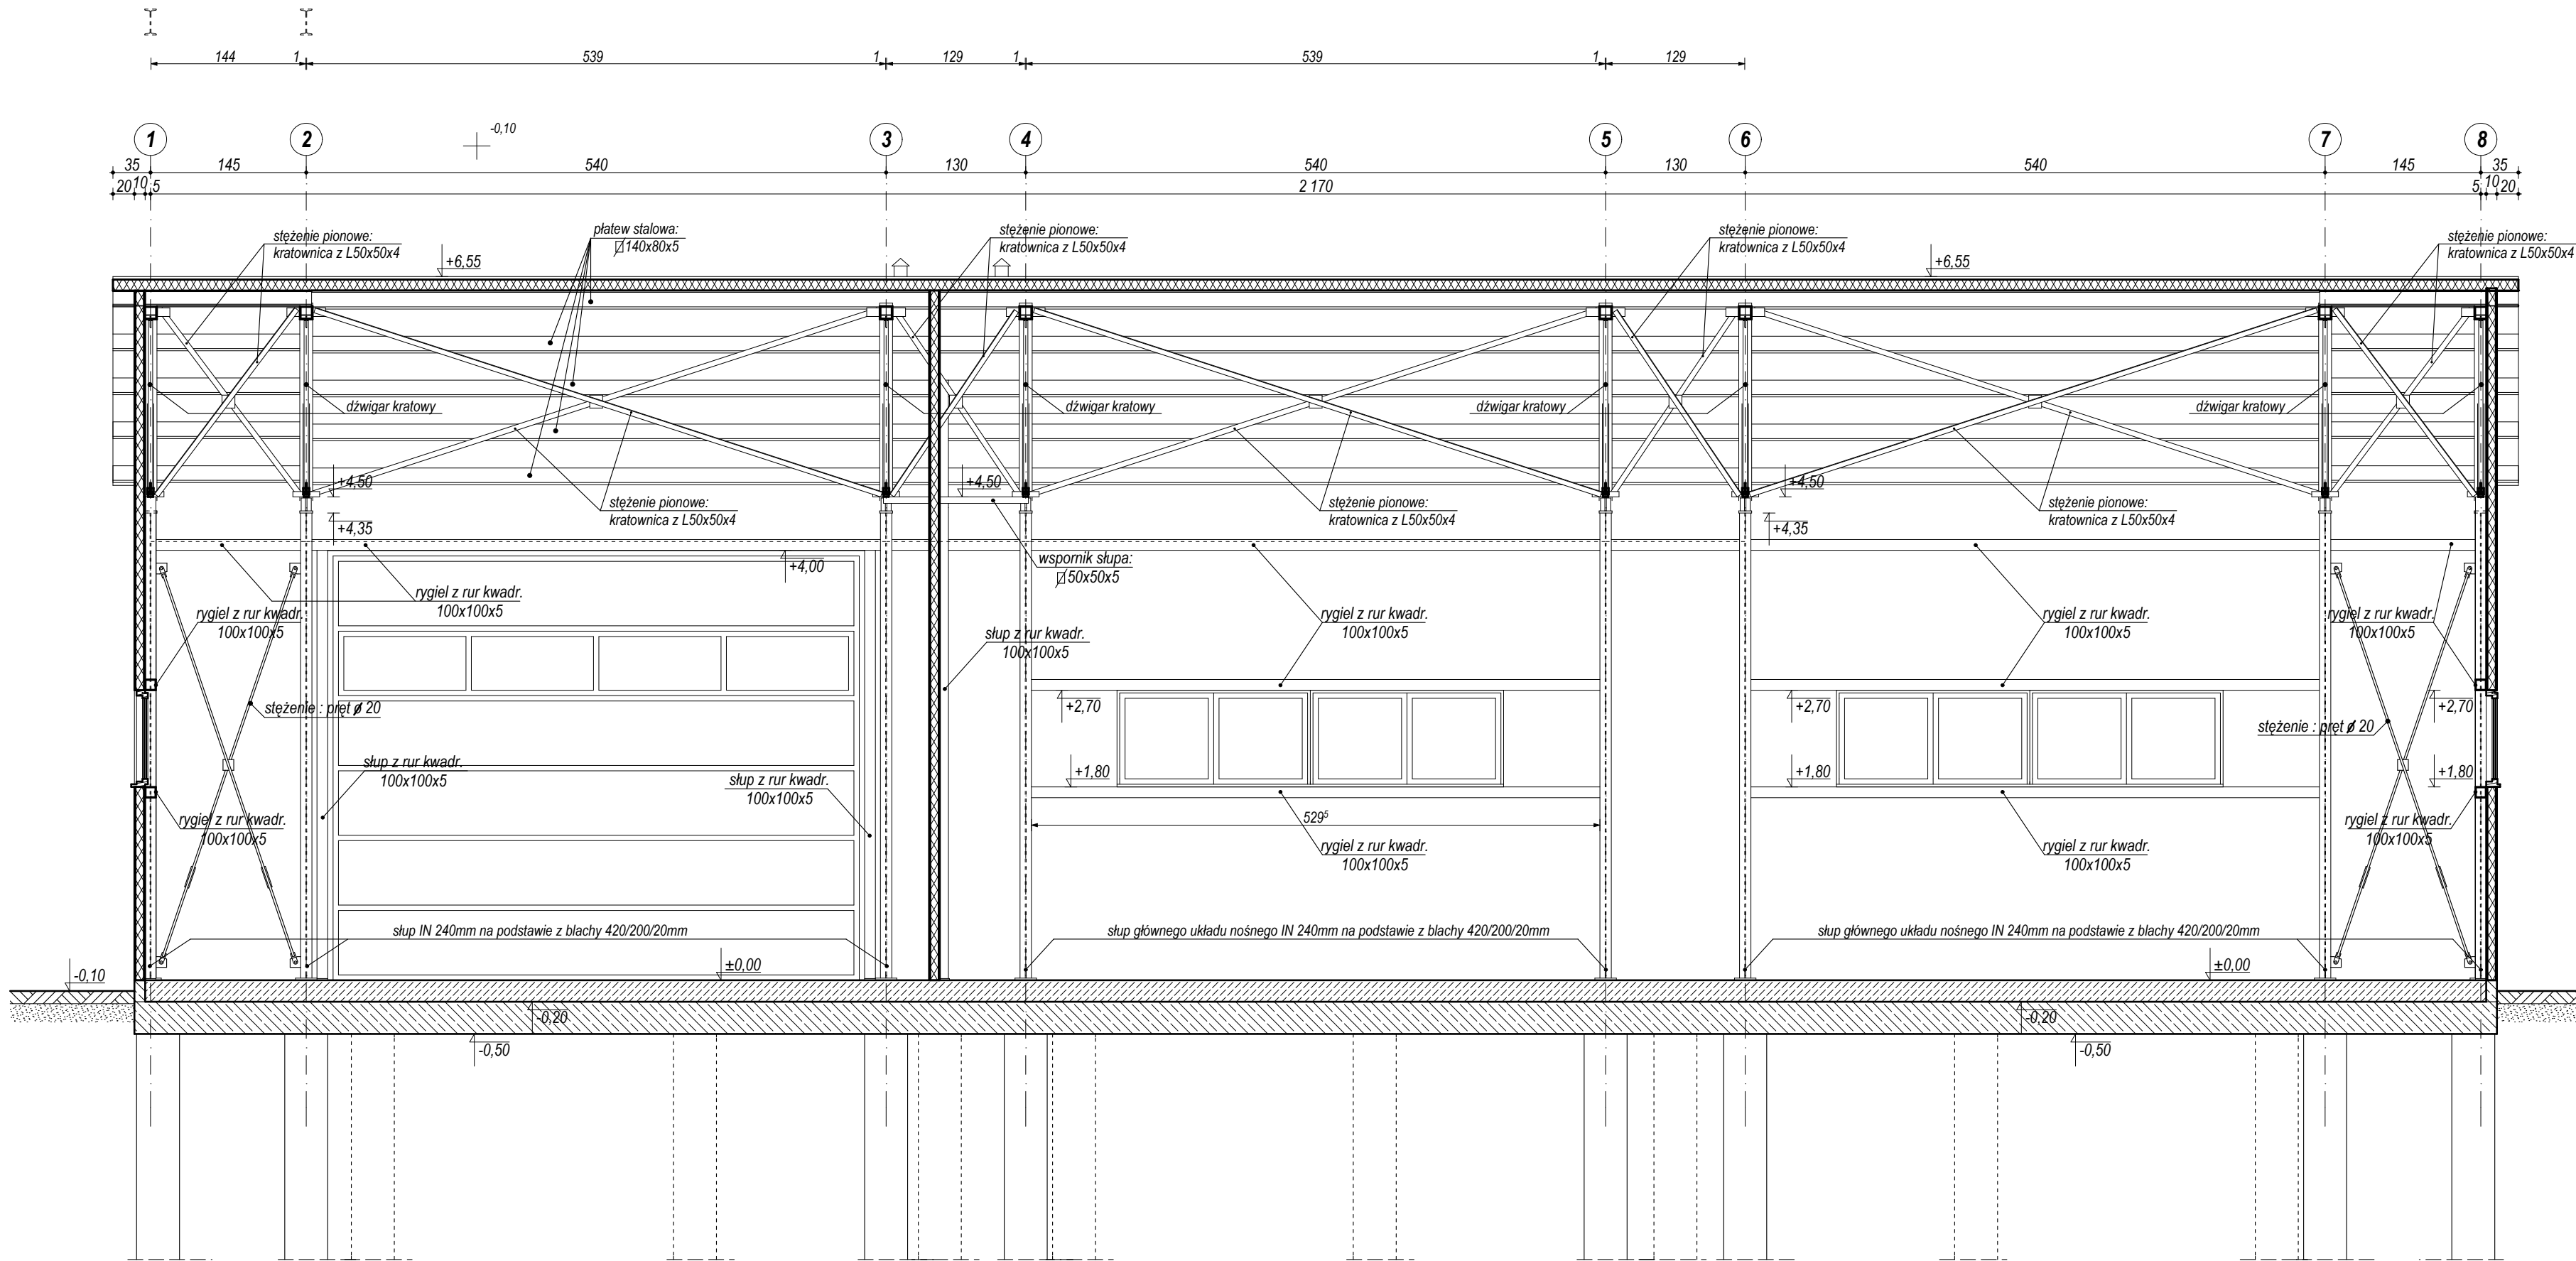 144 1 539 1 129 1 539 1 129
1 2 3 4 5 6 7 8
-0,10
35 145 540 130 540 130 540 145 35
20 10 5 2 170 5 10 20
stężenie pionowe:
kratownica z L50x50x4
płatew stalowa:
140x80x5
stężenie pionowe:
kratownica z L50x50x4
stężenie pionowe:
kratownica z L50x50x4
stężenie pionowe:
kratownica z L50x50x4
+6,55 +6,55
dźwigar kratowy dźwigar kratowy dźwigar kratowy dźwigar kratowy
+4,50 +4,50 +4,50
stężenie pionowe:
kratownica z L50x50x4
stężenie pionowe:
kratownica z L50x50x4
stężenie pionowe:
kratownica z L50x50x4
+4,35 +4,35
+4,00
wspornik słupa:
50x50x5
rygiel z rur kwadr.
100x100x5
rygiel z rur kwadr.
100x100x5
rygiel z rur kwadr.
100x100x5
rygiel z rur kwadr.
100x100x5
rygiel z rur kwadr.
100x100x5
słup z rur kwadr.
100x100x5
+2,70 +2,70 +2,70
stężenie : pręt ø 20
stężenie : pręt ø 20
słup z rur kwadr.
100x100x5
słup z rur kwadr.
100x100x5
+1,80 +1,80 +1,80
rygiel z rur kwadr.
100x100x5
529⁵
rygiel z rur kwadr.
100x100x5
rygiel z rur kwadr.
100x100x5
rygiel z rur kwadr.
100x100x5
słup IN 240mm na podstawie z blachy 420/200/20mm
słup głównego układu nośnego IN 240mm na podstawie z blachy 420/200/20mm
słup głównego układu nośnego IN 240mm na podstawie z blachy 420/200/20mm
-0,10 ±0,00 ±0,00
-0,20 -0,20
-0,50 -0,50